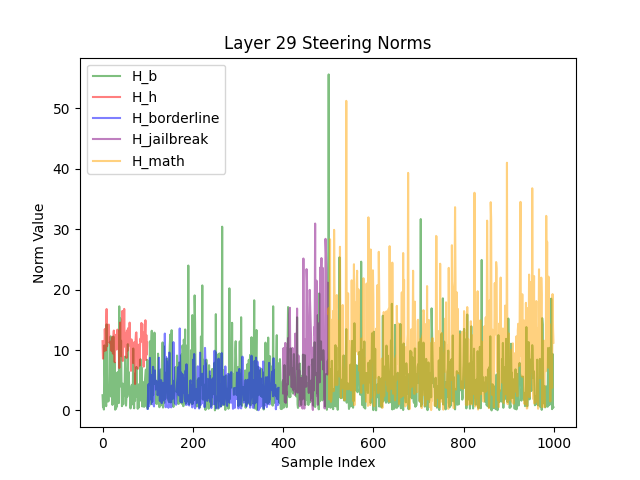 Layer 29 Steering Norms
H_b
H_h
H_borderline
H_jailbreak
H_math
Norm Value
50
40
30
20
10
0
0 200 400 600 800 1000
Sample Index